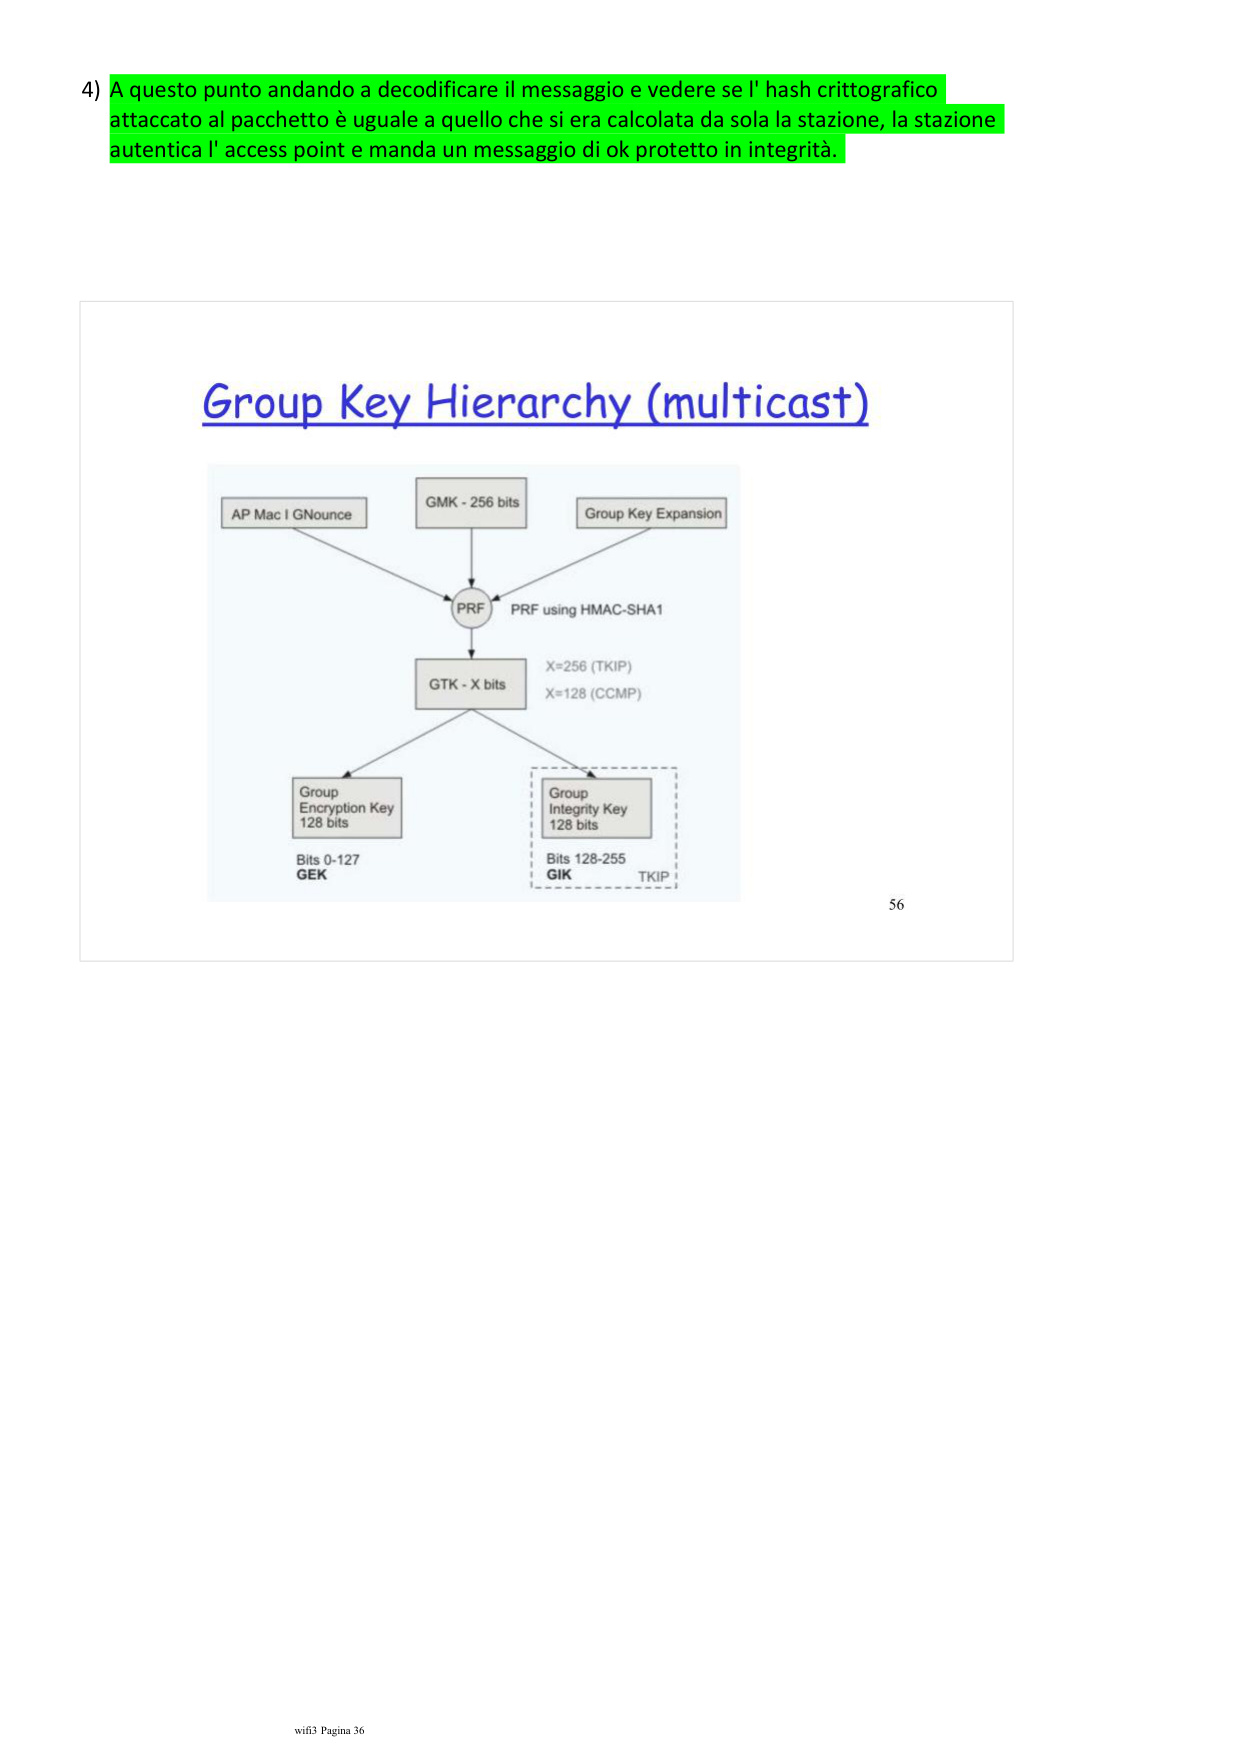 4) A questo punto andando a decodificare il messaggio e vedere se l' hash crittografico
attaccato al pacchetto è uguale a quello che si era calcolata da sola la stazione, la stazione
autentica l' access point e manda un messaggio di ok protetto in integrità.
Group Key Hierarchy (multicast)
GMK - 256 bits
AP Mac I GNounce
Group Key Expansion
PRF
PRF using HMAC-SHA1
GTK - X bits
X=256 (TKIP)
X=128 (CCMP)
Group
Encryption Key
128 bits
Bits 0-127
GEK
Group
Integrity Key
128 bits
Bits 128-255
GIK
TKIP
56
wifi3 Pagina 36